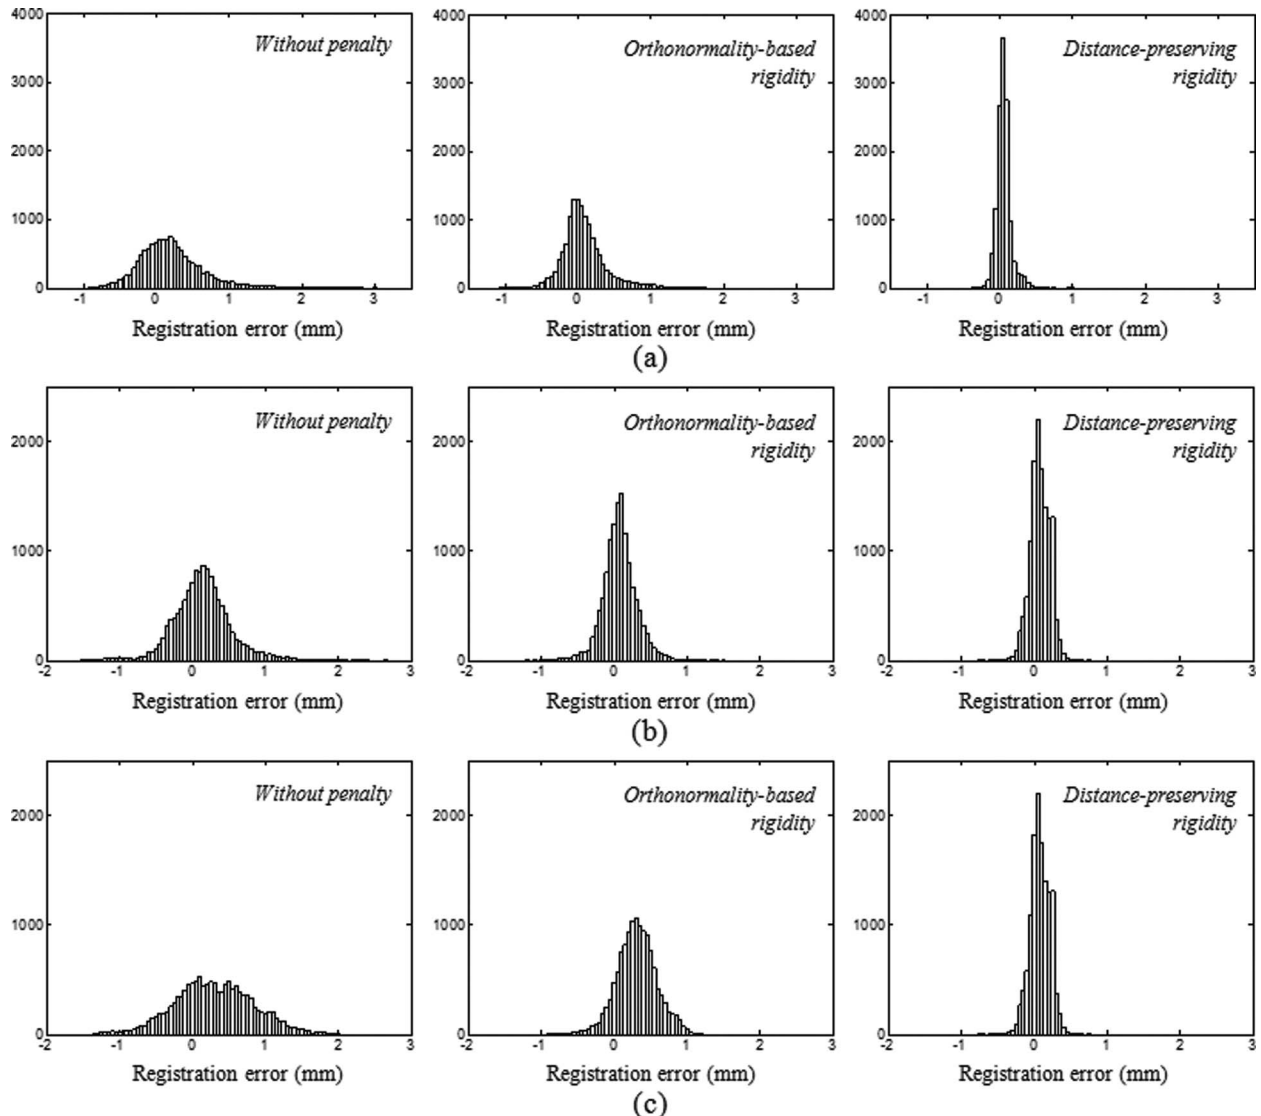 Without penalty
4000
3000
2000
1000
0
-1 0 1 2 3
Registration error (mm)
Orthonormality-based
rigidity
4000
3000
2000
1000
0
-1 0 1 2 3
Registration error (mm)
Distance-preserving
rigidity
4000
3000
2000
1000
0
-1 0 1 2 3
Registration error (mm)
(a)
Without penalty
2000
1000
0
-2 -1 0 1 2 3
Registration error (mm)
Orthonormality-based
rigidity
2000
1000
0
-2 -1 0 1 2 3
Registration error (mm)
Distance-preserving
rigidity
2000
1000
0
-2 -1 0 1 2 3
Registration error (mm)
(b)
Without penalty
2000
1000
0
-2 -1 0 1 2 3
Registration error (mm)
Orthonormality-based
rigidity
2000
1000
0
-2 -1 0 1 2 3
Registration error (mm)
Distance-preserving
rigidity
2000
1000
0
-2 -1 0 1 2 3
Registration error (mm)
(c)